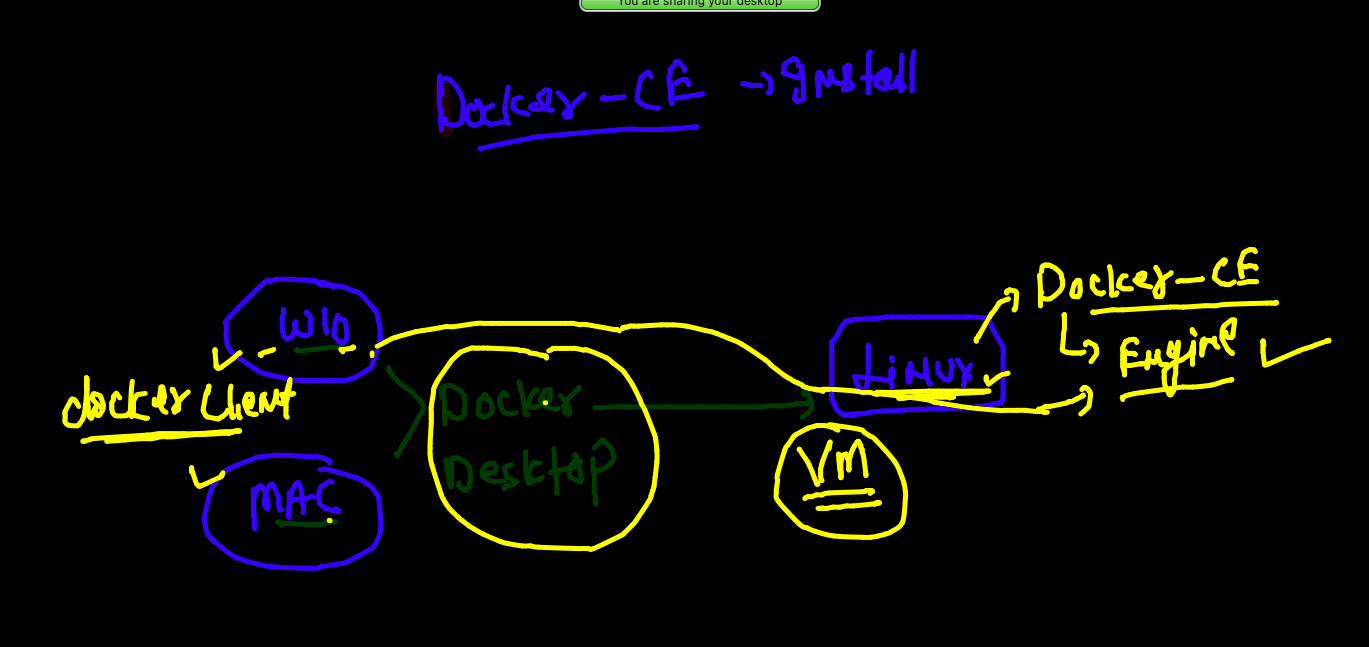 You are sharing your desktop
Docker-CE → Install
Docker-CE
W10
Engine
Linux
docker client
Docker
Desktop
VM
MAC